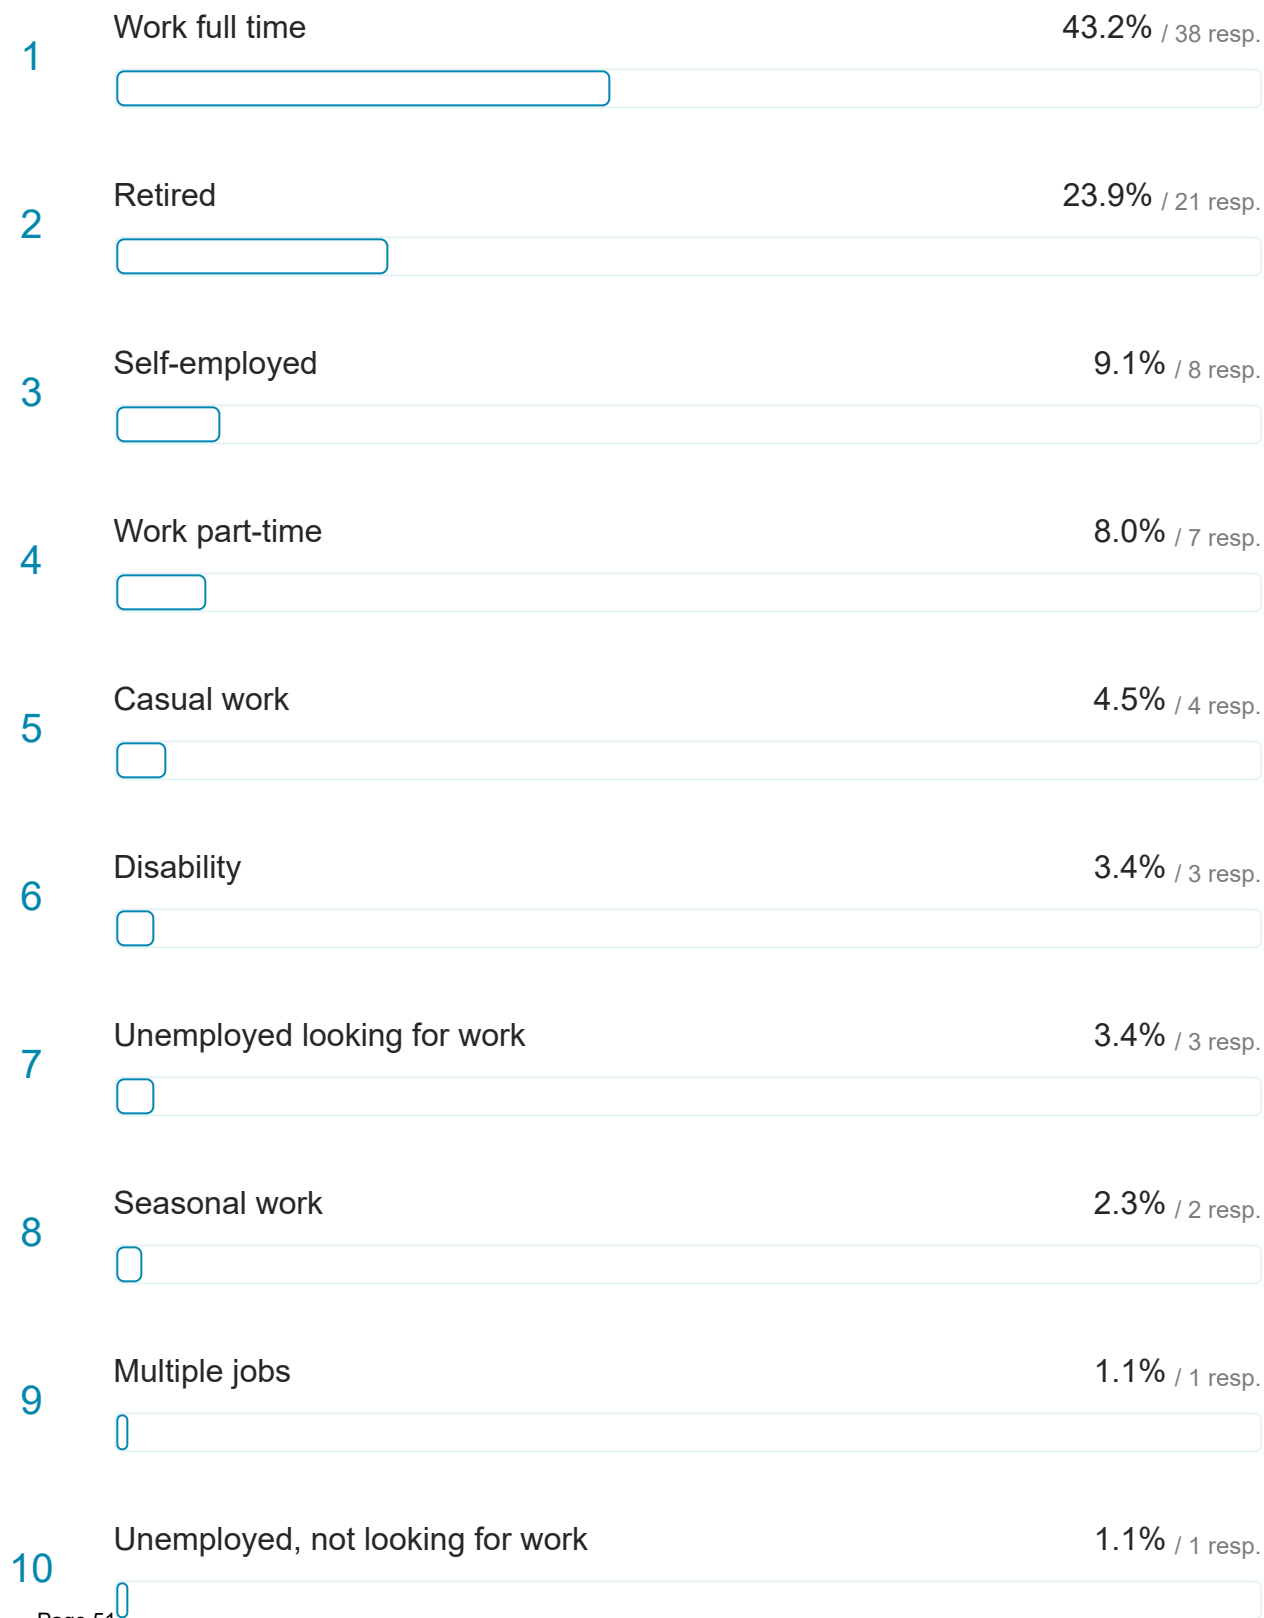 Work full time 43.2% / 38 resp.
1
Retired 23.9% / 21 resp.
2
Self-employed 9.1% / 8 resp.
3
Work part-time 8.0% / 7 resp.
4
Casual work 4.5% / 4 resp.
5
Disability 3.4% / 3 resp.
6
Unemployed looking for work 3.4% / 3 resp.
7
Seasonal work 2.3% / 2 resp.
8
Multiple jobs 1.1% / 1 resp.
9
Unemployed, not looking for work 1.1% / 1 resp.
10
Page 51